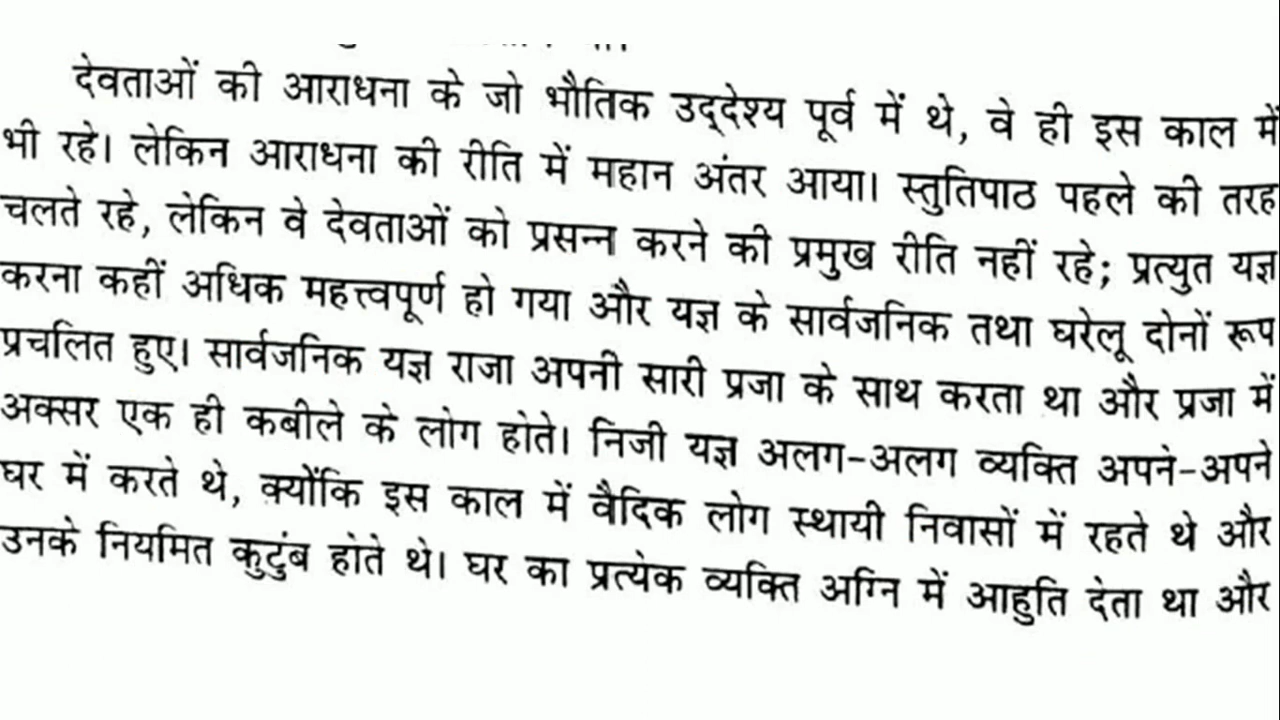 देवताओं की आराधना के जो भौतिक उद्देश्य पूर्व में थे, वे ही इस काल में
भी रहे। लेकिन आराधना की रीति में महान अंतर आया। स्तुतिपाठ पहले की तरह
चलते रहे, लेकिन वे देवताओं को प्रसन्न करने की प्रमुख रीति नहीं रहे; प्रत्युत यज्ञ
करना कहीं अधिक महत्त्वपूर्ण हो गया और यज्ञ के सार्वजनिक तथा घरेलू दोनों रूप
प्रचलित हुए। सार्वजनिक यज्ञ राजा अपनी सारी प्रजा के साथ करता था और प्रजा में
अक्सर एक ही कबीले के लोग होते। निजी यज्ञ अलग-अलग व्यक्ति अपने-अपने
घर में करते थे, क्योंकि इस काल में वैदिक लोग स्थायी निवासों में रहते थे और
उनके नियमित कुटुंब होते थे। घर का प्रत्येक व्यक्ति अग्नि में आहुति देता था और